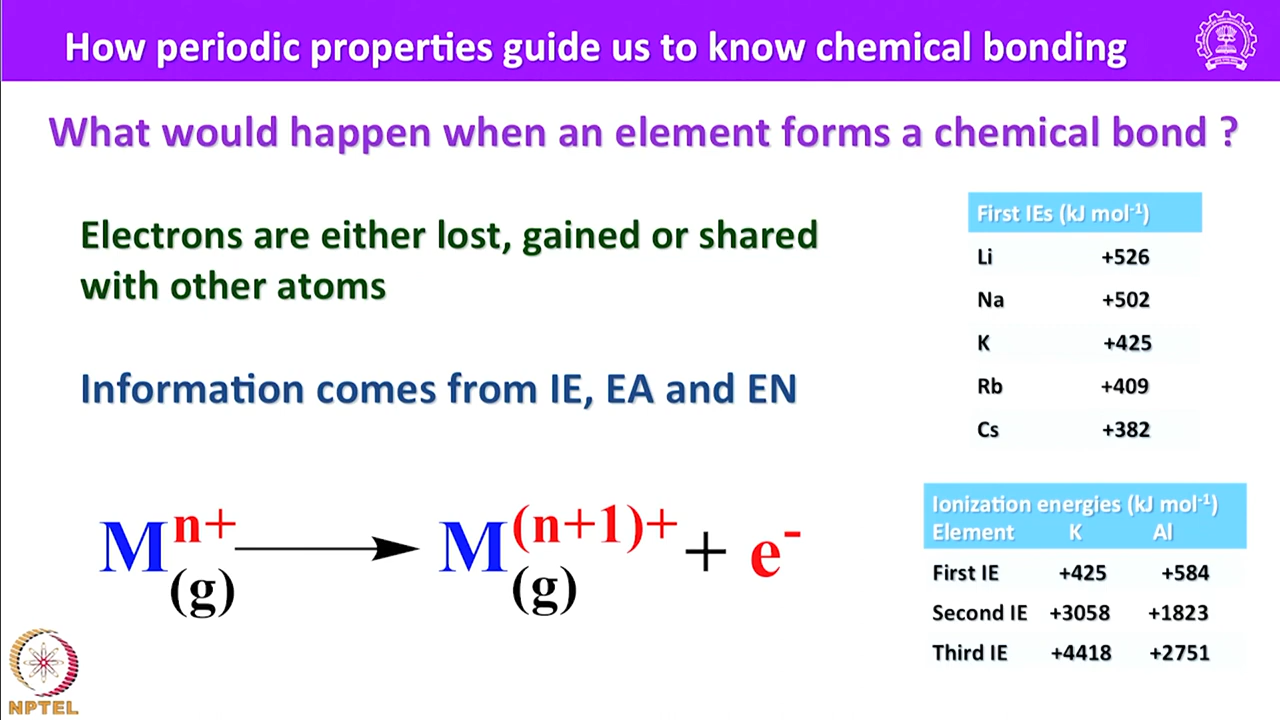 How periodic properties guide us to know chemical bonding
What would happen when an element forms a chemical bond ?
Electrons are either lost, gained or shared
with other atoms
Information comes from IE, EA and EN
M^{n+}_{(g)} ⟶ M^{(n+1)+}_{(g)} + e^-
First IEs (kJ mol⁻¹)
Li +526
Na +502
K +425
Rb +409
Cs +382
Ionization energies (kJ mol⁻¹)
Element K Al
First IE +425 +584
Second IE +3058 +1823
Third IE +4418 +2751
NPTEL